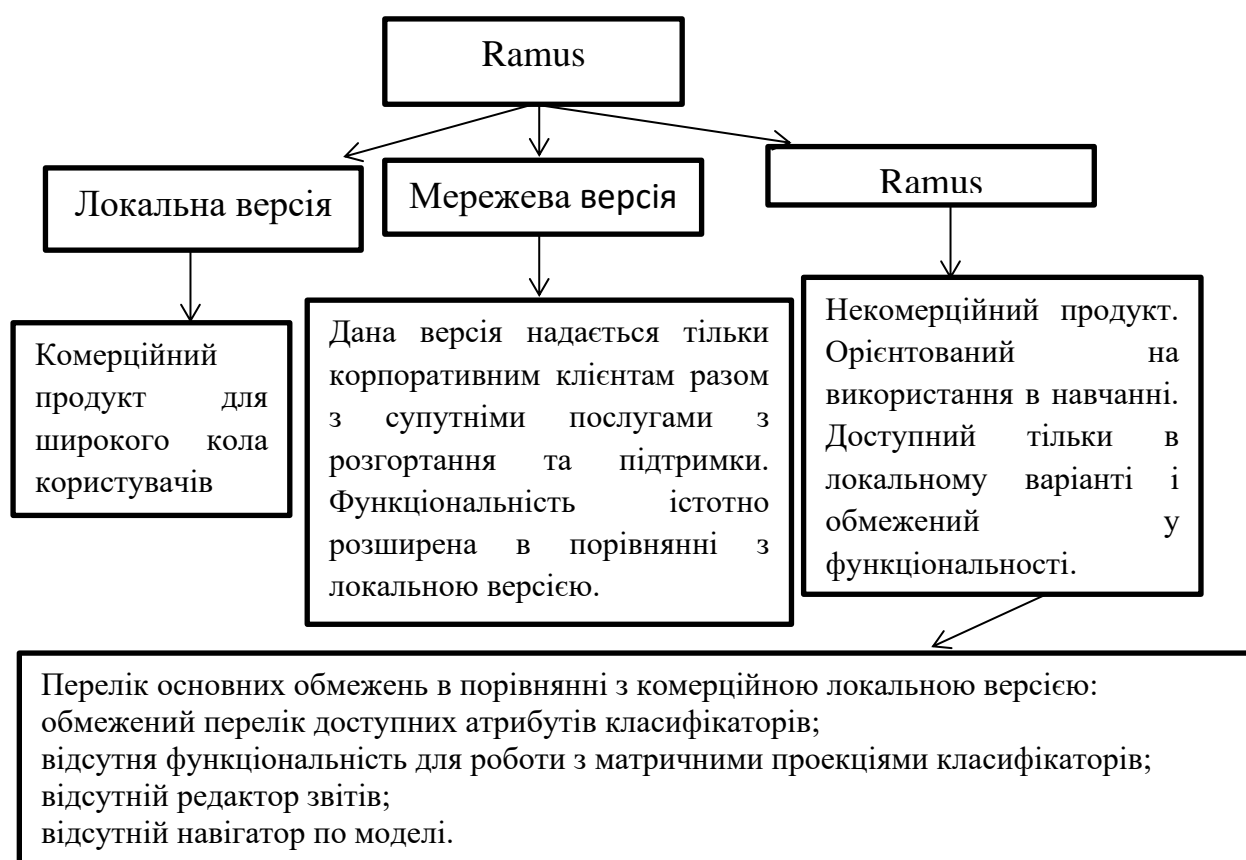 Ramus
Локальна версія
Мережева версія
Ramus
Комерційний
продукт для
широкого кола
користувачів
Дана версія надається тільки
корпоративним клієнтам разом
з супутніми послугами з
розгортання та підтримки.
Функціональність істотно
розширена в порівнянні з
локальною версією.
Некомерційний продукт.
Орієнтований на
використання в навчанні.
Доступний тільки в
локальному варіанті і
обмежений у
функціональності.
Перелік основних обмежень в порівнянні з комерційною локальною версією:
обмежений перелік доступних атрибутів класифікаторів;
відсутня функціональність для роботи з матричними проекціями класифікаторів;
відсутній редактор звітів;
відсутній навігатор по моделі.